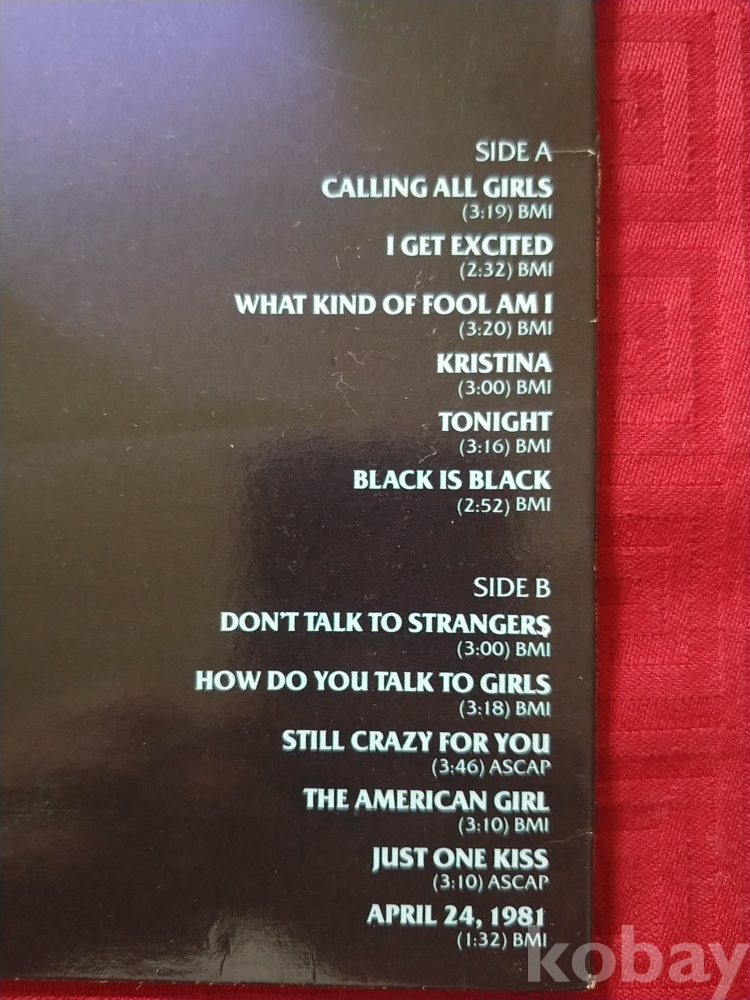 SIDE A
CALLING ALL GIRLS
(3:19) BMI
I GET EXCITED
(2:32) BMI
WHAT KIND OF FOOL AM I
(3:20) BMI
KRISTINA
(3:00) BMI
TONIGHT
(3:16) BMI
BLACK IS BLACK
(2:52) BMI
SIDE B
DON'T TALK TO STRANGERS
(3:00) BMI
HOW DO YOU TALK TO GIRLS
(3:18) BMI
STILL CRAZY FOR YOU
(3:46) ASCAP
THE AMERICAN GIRL
(3:10) BMI
JUST ONE KISS
(3:10) ASCAP
APRIL 24, 1981
(1:32) BMI
kobay